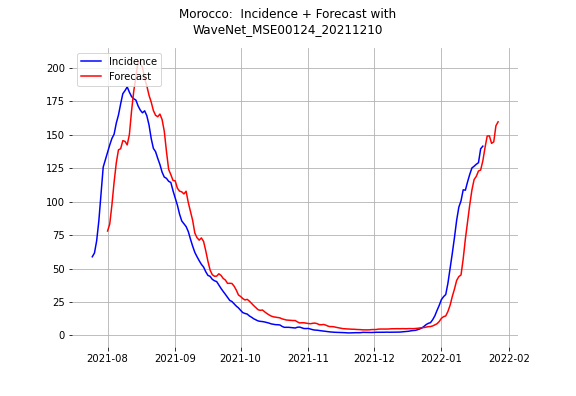 Morocco:  Incidence + Forecast with
WaveNet_MSE00124_20211210
Incidence
Forecast
200
175
150
125
100
75
50
25
0
2021-08 2021-09 2021-10 2021-11 2021-12 2022-01 2022-02